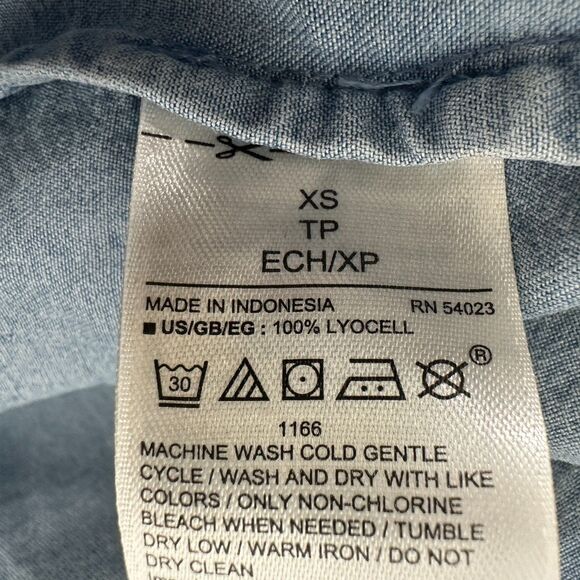 XS
TP
ECH/XP
MADE IN INDONESIA RN 54023
■ US/GB/EG : 100% LYOCELL
30 ®
1166
MACHINE WASH COLD GENTLE
CYCLE / WASH AND DRY WITH LIKE
COLORS / ONLY NON-CHLORINE
BLEACH WHEN NEEDED / TUMBLE
DRY LOW / WARM IRON / DO NOT
DRY CLEAN